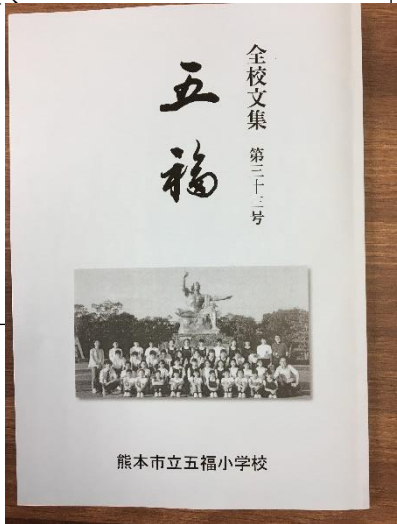 全校文集 第三十三号
五福
熊本市立五福小学校